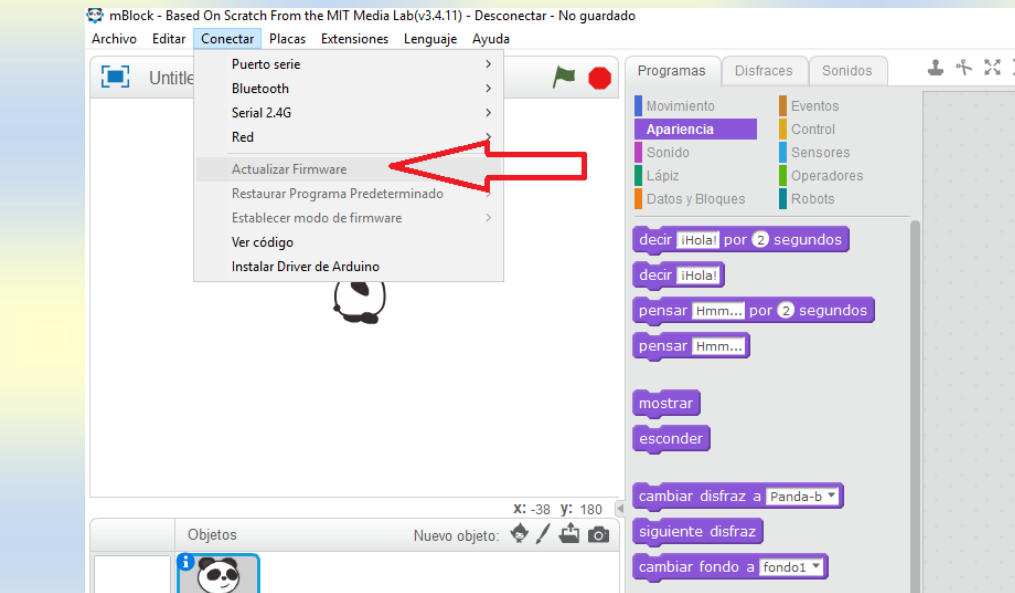 mBlock - Based On Scratch From the MIT Media Lab(v3.4.11) - Desconectar - No guardado
Archivo Editar Conectar Placas Extensiones Lenguaje Ayuda
Puerto serie
Bluetooth
Serial 2.4G
Red
Actualizar Firmware
Restaurar Programa Predeterminado
Establecer modo de firmware
Ver código
Instalar Driver de Arduino
Programas Disfraces Sonidos
Movimiento Eventos
Apariencia Control
Sonido Sensores
Lápiz Operadores
Datos y Bloques Robots
decir ¡Hola! por 2 segundos
decir ¡Hola!
pensar Hmm... por 2 segundos
pensar Hmm...
mostrar
esconder
cambiar disfraz a Panda-b
siguiente disfraz
cambiar fondo a fondo1
X: -38 y: 180
Objetos Nuevo objeto: